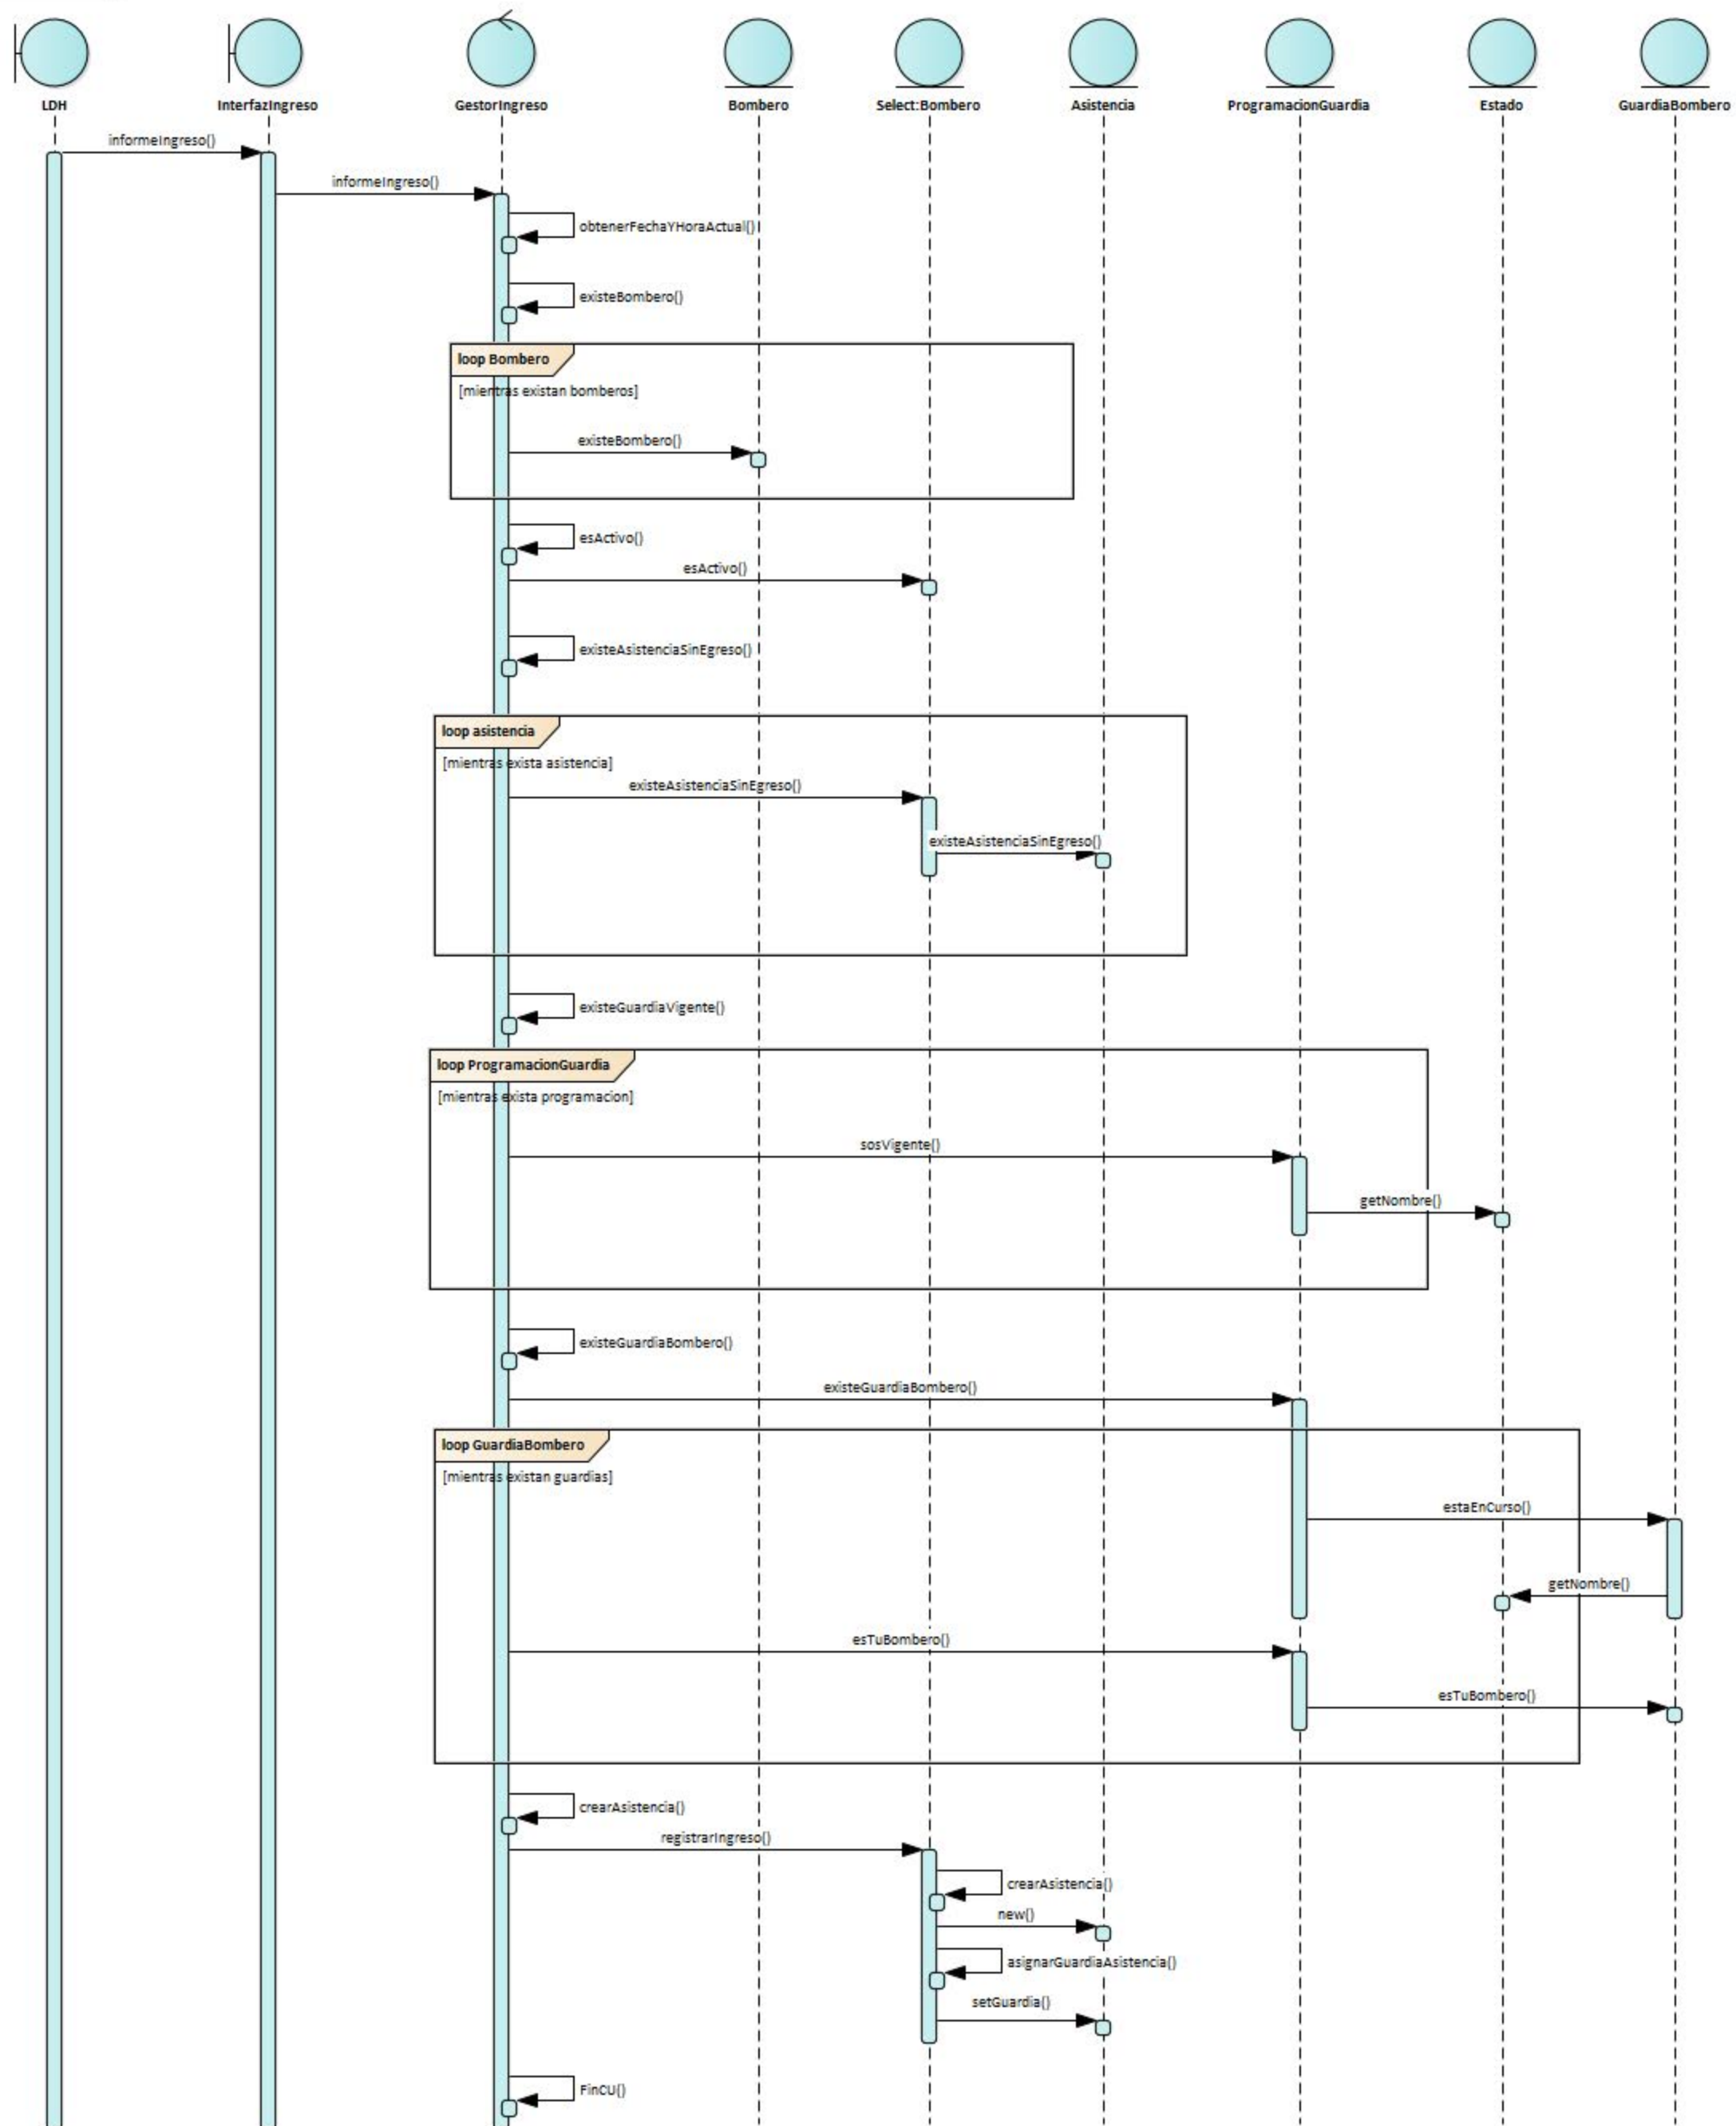 LDH
InterfazIngreso
GestorIngreso
Bombero
Select:Bombero
Asistencia
ProgramacionGuardia
Estado
GuardiaBombero
informeIngreso()
informeIngreso()
obtenerFechaYHoraActual()
existeBombero()
loop Bombero
[mientras existan bomberos]
existeBombero()
esActivo()
esActivo()
existeAsistenciaSinEgreso()
loop asistencia
[mientras exista asistencia]
existeAsistenciaSinEgreso()
existeAsistenciaSinEgreso()
existeGuardiaVigente()
loop ProgramacionGuardia
[mientras exista programacion]
sosVigente()
getNombre()
existeGuardiaBombero()
existeGuardiaBombero()
loop GuardiaBombero
[mientras existan guardias]
estaEnCurso()
getNombre()
esTuBombero()
esTuBombero()
crearAsistencia()
registrarIngreso()
crearAsistencia()
new()
asignarGuardiaAsistencia()
setGuardia()
FinCU()